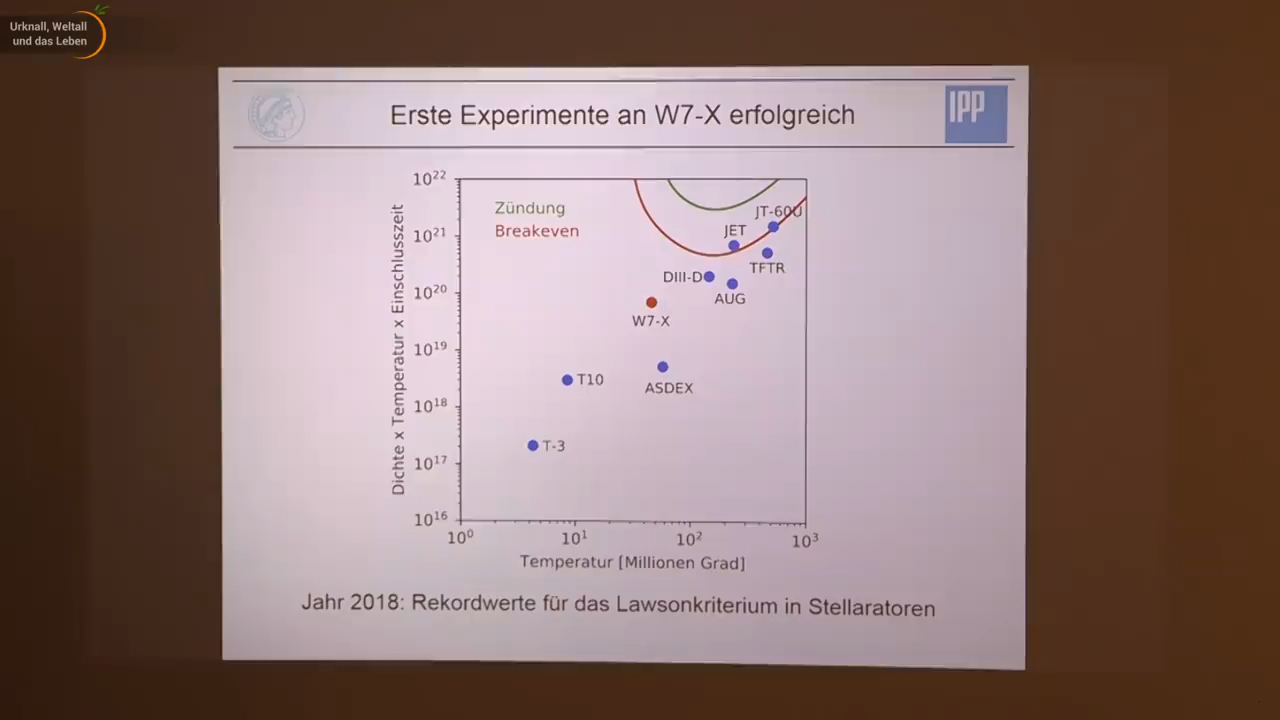 Urknall, Weltall
und das Leben
Erste Experimente an W7-X erfolgreich
IPP
Dichte x Temperatur x Einschlusszeit
10²²
10²¹
10²⁰
10¹⁹
10¹⁸
10¹⁷
10¹⁶
Zündung
Breakeven
JT-60U
JET
TFTR
DIII-D
AUG
W7-X
ASDEX
T10
T-3
10⁰ 10¹ 10² 10³
Temperatur [Millionen Grad]
Jahr 2018: Rekordwerte für das Lawsonkriterium in Stellaratoren